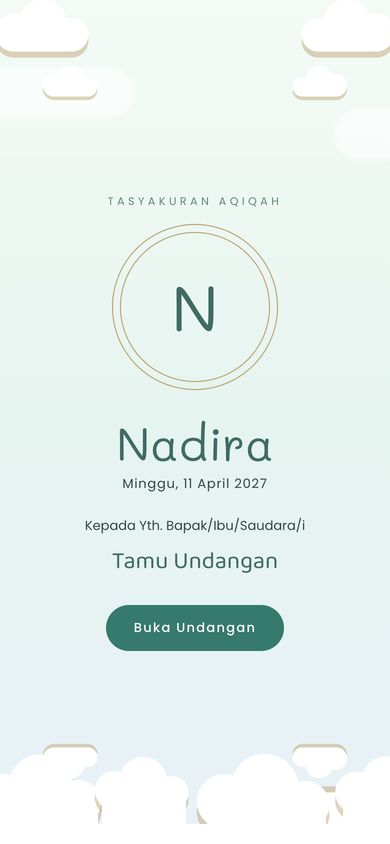 TASYAKURAN AQIQAH
N
Nadira
Minggu, 11 April 2027
Kepada Yth. Bapak/Ibu/Saudara/i
Tamu Undangan
Buka Undangan